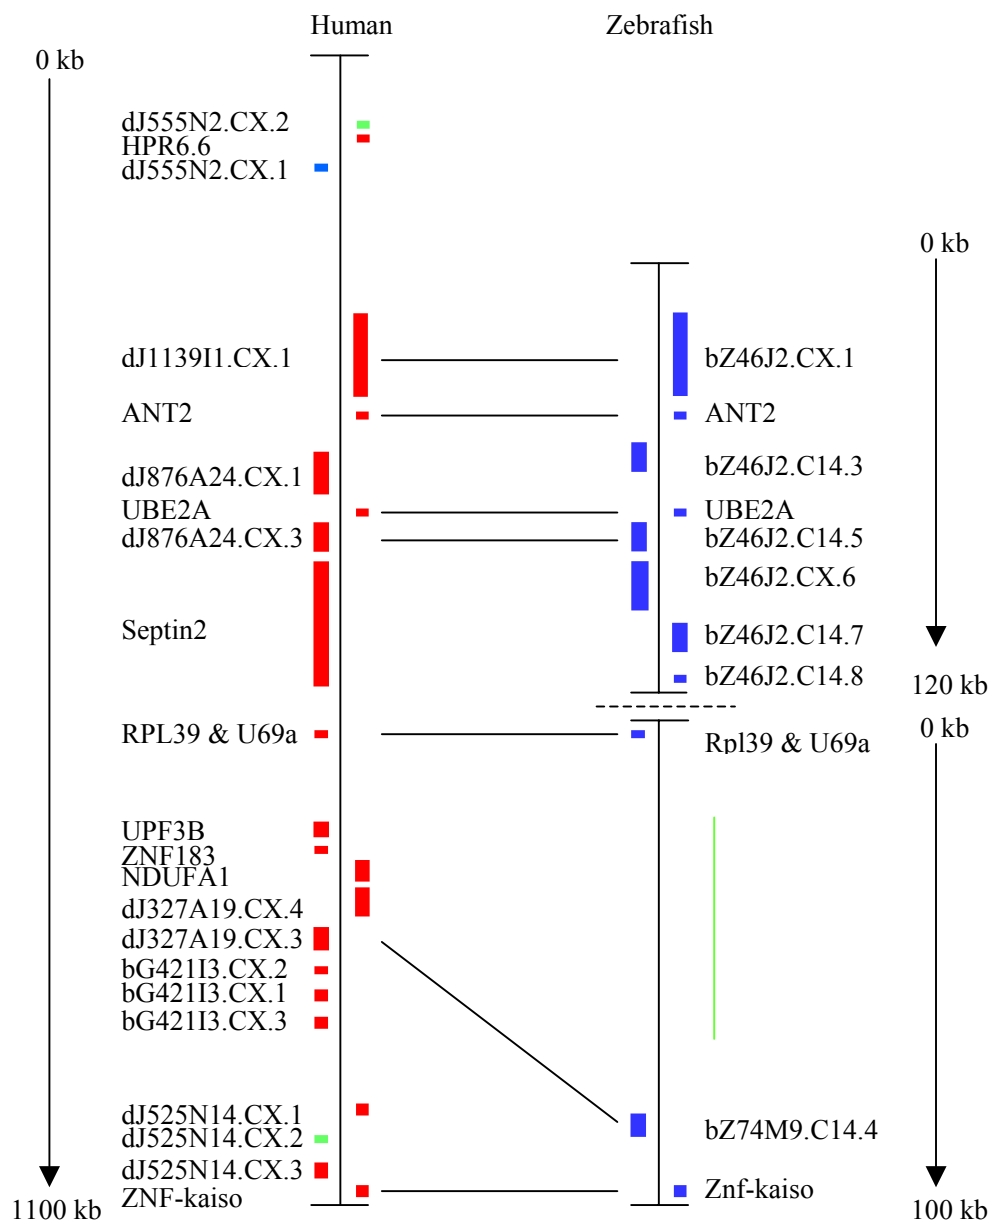 Human
Zebrafish
0 kb
dJ555N2.CX.2
HPR6.6
dJ555N2.CX.1
dJ1139I1.CX.1
ANT2
dJ876A24.CX.1
UBE2A
dJ876A24.CX.3
Septin2
RPL39 & U69a
UPF3B
ZNF183
NDUFA1
dJ327A19.CX.4
dJ327A19.CX.3
bG421I3.CX.2
bG421I3.CX.1
bG421I3.CX.3
dJ525N14.CX.1
dJ525N14.CX.2
dJ525N14.CX.3
ZNF-kaiso
1100 kb
0 kb
bZ46J2.CX.1
ANT2
bZ46J2.C14.3
UBE2A
bZ46J2.C14.5
bZ46J2.CX.6
bZ46J2.C14.7
bZ46J2.C14.8
120 kb
0 kb
Rpl39 & U69a
bZ74M9.C14.4
Znf-kaiso
100 kb